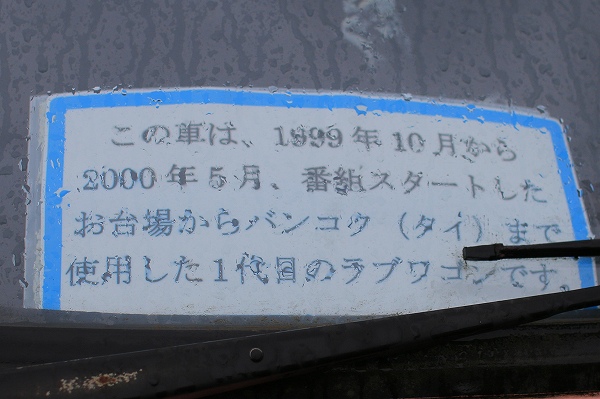 この車は、1999年10月から
2000年5月、番組スタートした
お台場からバンコク（タイ）まで
使用した1代目のラブワゴンです。